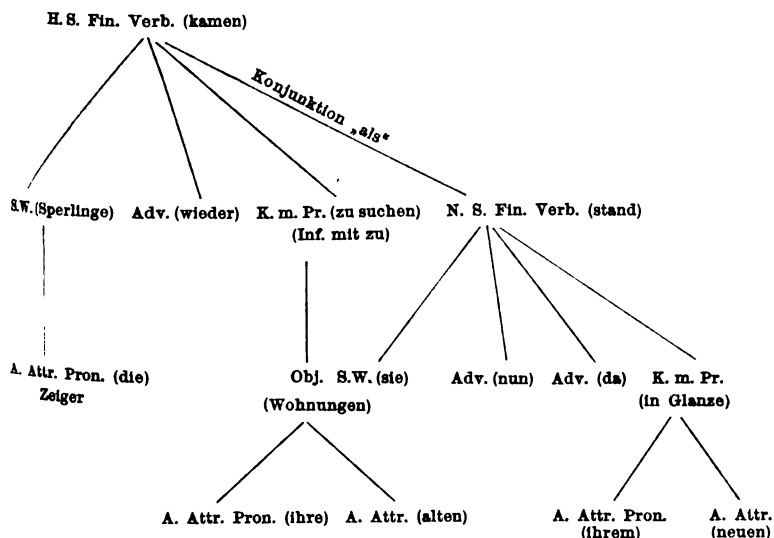 H. S. Fin. Verb. (kamen)
Konjunktion „als“
S.W. (Sperlinge) Adv. (wieder) K. m. Pr. (zu suchen) N. S. Fin. Verb. (stand)
(Inf. mit zu)
A. Attr. Pron. (die) Obj. S.W. (sie) Adv. (nun) Adv. (da) K. m. Pr.
Zeiger (Wohnungen) (in Glanze)
A. Attr. Pron. (ihre) A. Attr. (alten) A. Attr. Pron. A. Attr.
(ihrem) (neuen)